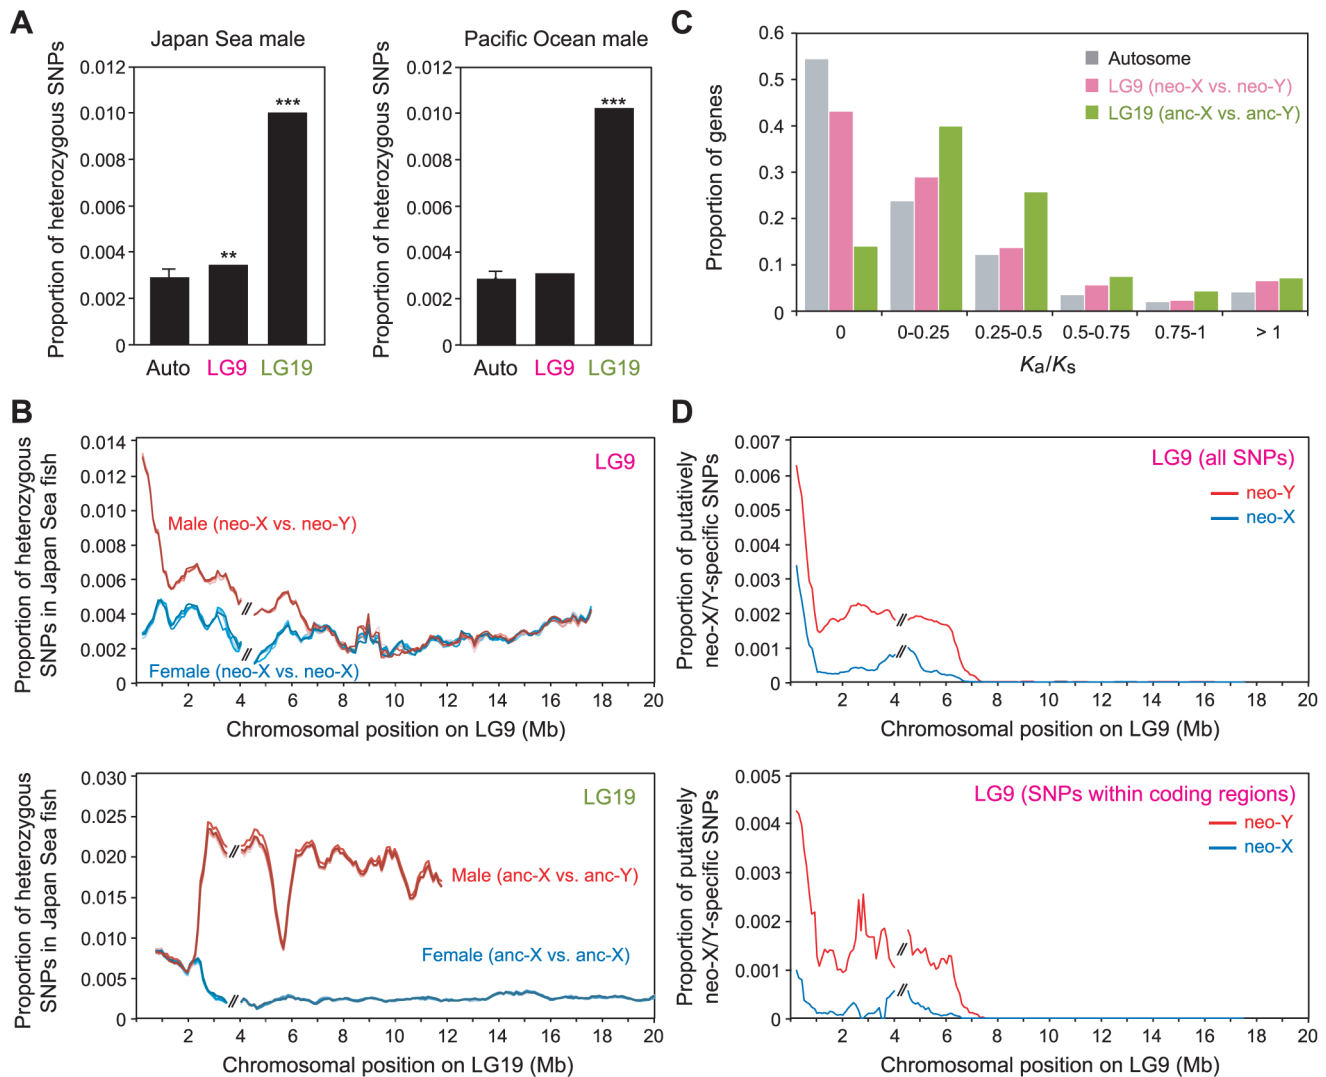 A
Japan Sea male
Proportion of heterozygous SNPs
0.012
0.010
0.008
0.006
0.004
0.002
0
**
***
Auto
LG9
LG19
Pacific Ocean male
Proportion of heterozygous SNPs
0.012
0.010
0.008
0.006
0.004
0.002
0
***
Auto
LG9
LG19
C
Proportion of genes
0.6
0.5
0.4
0.3
0.2
0.1
0
Autosome
LG9 (neo-X vs. neo-Y)
LG19 (anc-X vs. anc-Y)
0
0-0.25
0.25-0.5
0.5-0.75
0.75-1
> 1
Ka/Ks
B
Proportion of heterozygous
SNPs in Japan Sea fish
0.014
0.012
0.010
0.008
0.006
0.004
0.002
0
LG9
Male (neo-X vs. neo-Y)
//
//
Female (neo-X vs. neo-X)
2
4
6
8
10
12
14
16
18
20
Chromosomal position on LG9 (Mb)
Proportion of heterozygous
SNPs in Japan Sea fish
0.030
0.025
0.020
0.015
0.010
0.005
0
LG19
//
Male (anc-X vs. anc-Y)
Female (anc-X vs. anc-X)
//
2
4
6
8
10
12
14
16
18
20
Chromosomal position on LG19 (Mb)
D
Proportion of putatively
neo-X/Y-specific SNPs
0.007
0.006
0.005
0.004
0.003
0.002
0.001
0
LG9 (all SNPs)
neo-Y
neo-X
//
//
2
4
6
8
10
12
14
16
18
20
Chromosomal position on LG9 (Mb)
Proportion of putatively
neo-X/Y-specific SNPs
0.005
0.004
0.003
0.002
0.001
0
LG9 (SNPs within coding regions)
neo-Y
neo-X
//
//
2
4
6
8
10
12
14
16
18
20
Chromosomal position on LG9 (Mb)